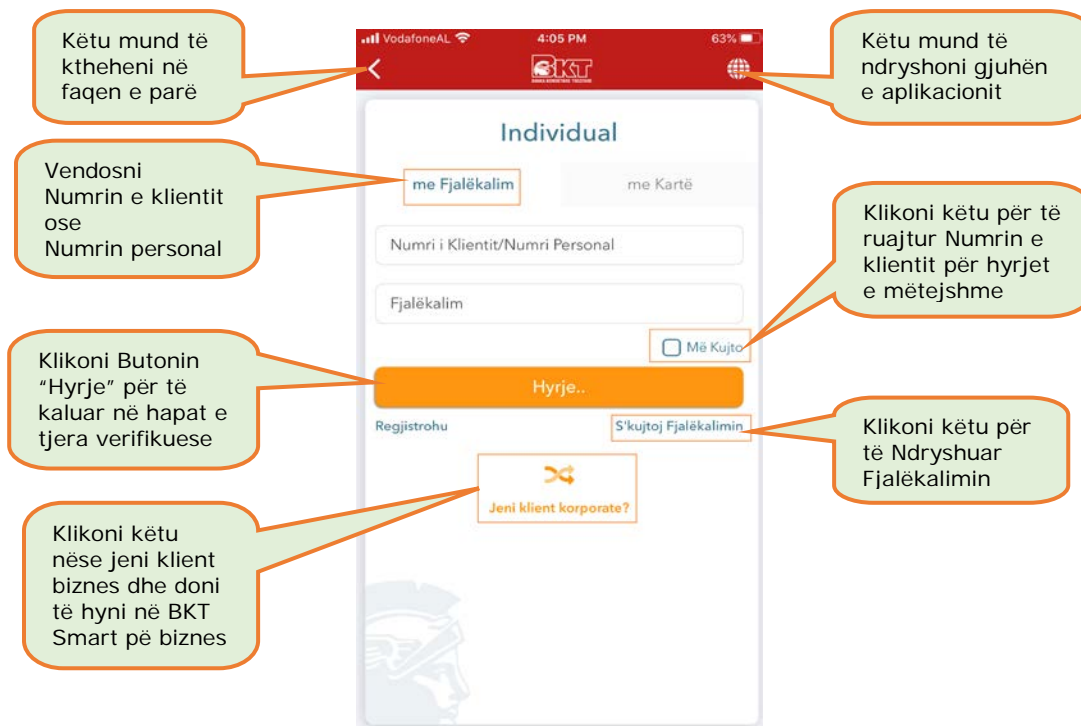 Këtu mund të
ktheheni në
faqen e parë
VodafoneAL
4:05 PM
63%
BKT
BANKA KOMBETARE TREGTARE
Këtu mund të
ndryshoni gjuhën
e aplikacionit
Individual
Vendosni
Numrin e klientit
ose
Numrin personal
me Fjalëkalim
me Kartë
Numri i Klientit/Numri Personal
Fjalëkalim
Klikoni këtu për të
ruajtur Numrin e
klientit për hyrjet
e mëtejshme
Më Kujto
Klikoni Butonin
“Hyrje” për të
kaluar në hapat e
tjera verifikuese
Hyrje..
Regjistrohu
S'kujtoj Fjalëkalimin
Klikoni këtu për
të Ndryshuar
Fjalëkalimin
Jeni klient korporate?
Klikoni këtu
nëse jeni klient
biznes dhe doni
të hyni në BKT
Smart pë biznes